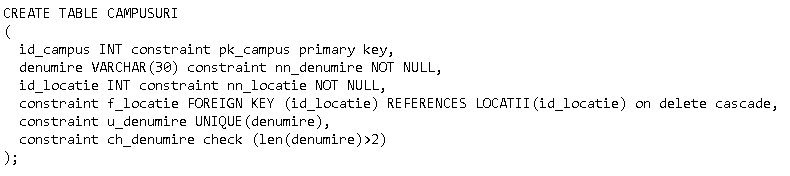 CREATE TABLE CAMPUSURI
(
  id_campus INT constraint pk_campus primary key,
  denumire VARCHAR(30) constraint nn_denumire NOT NULL,
  id_locatie INT constraint nn_locatie NOT NULL,
  constraint f_locatie FOREIGN KEY (id_locatie) REFERENCES LOCATII(id_locatie) on delete cascade,
  constraint u_denumire UNIQUE(denumire),
  constraint ch_denumire check (len(denumire)>2)
);